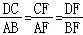 DC/AB = CF/AF = DF/BF